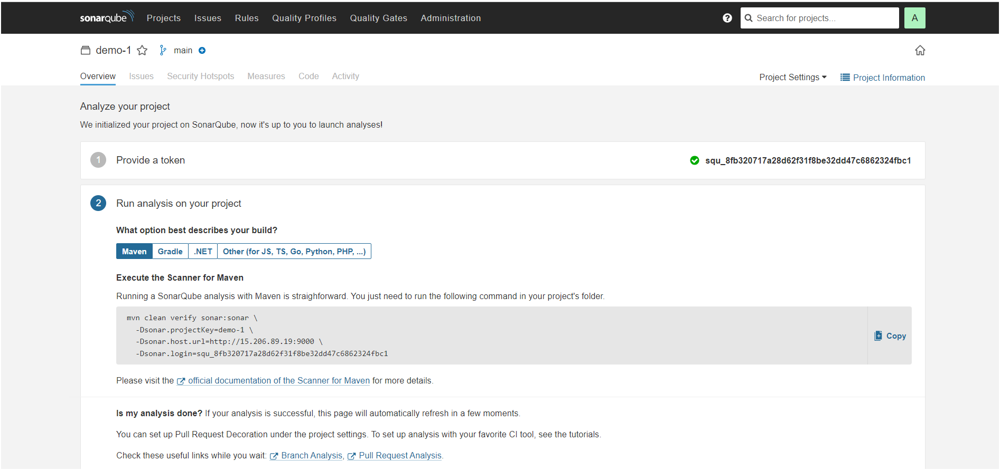 sonarqube Projects Issues Rules Quality Profiles Quality Gates Administration ? Search for projects... A
demo-1 main
Overview Issues Security Hotspots Measures Code Activity Project Settings Project Information
Analyze your project
We initialized your project on SonarQube, now it's up to you to launch analyses!
1 Provide a token squ_8fb320717a28d62f31f8be32dd47c6862324fbc1
2 Run analysis on your project
What option best describes your build?
Maven Gradle .NET Other (for JS, TS, Go, Python, PHP, ...)
Execute the Scanner for Maven
Running a SonarQube analysis with Maven is straighforward. You just need to run the following command in your project's folder.
mvn clean verify sonar:sonar \
-Dsonar.projectKey=demo-1 \
-Dsonar.host.url=http://15.206.89.19:9000 \
-Dsonar.login=squ_8fb320717a28d62f31f8be32dd47c6862324fbc1
Copy
Please visit the official documentation of the Scanner for Maven for more details.
Is my analysis done? If your analysis is successful, this page will automatically refresh in a few moments.
You can set up Pull Request Decoration under the project settings. To set up analysis with your favorite CI tool, see the tutorials.
Check these useful links while you wait: Branch Analysis, Pull Request Analysis.